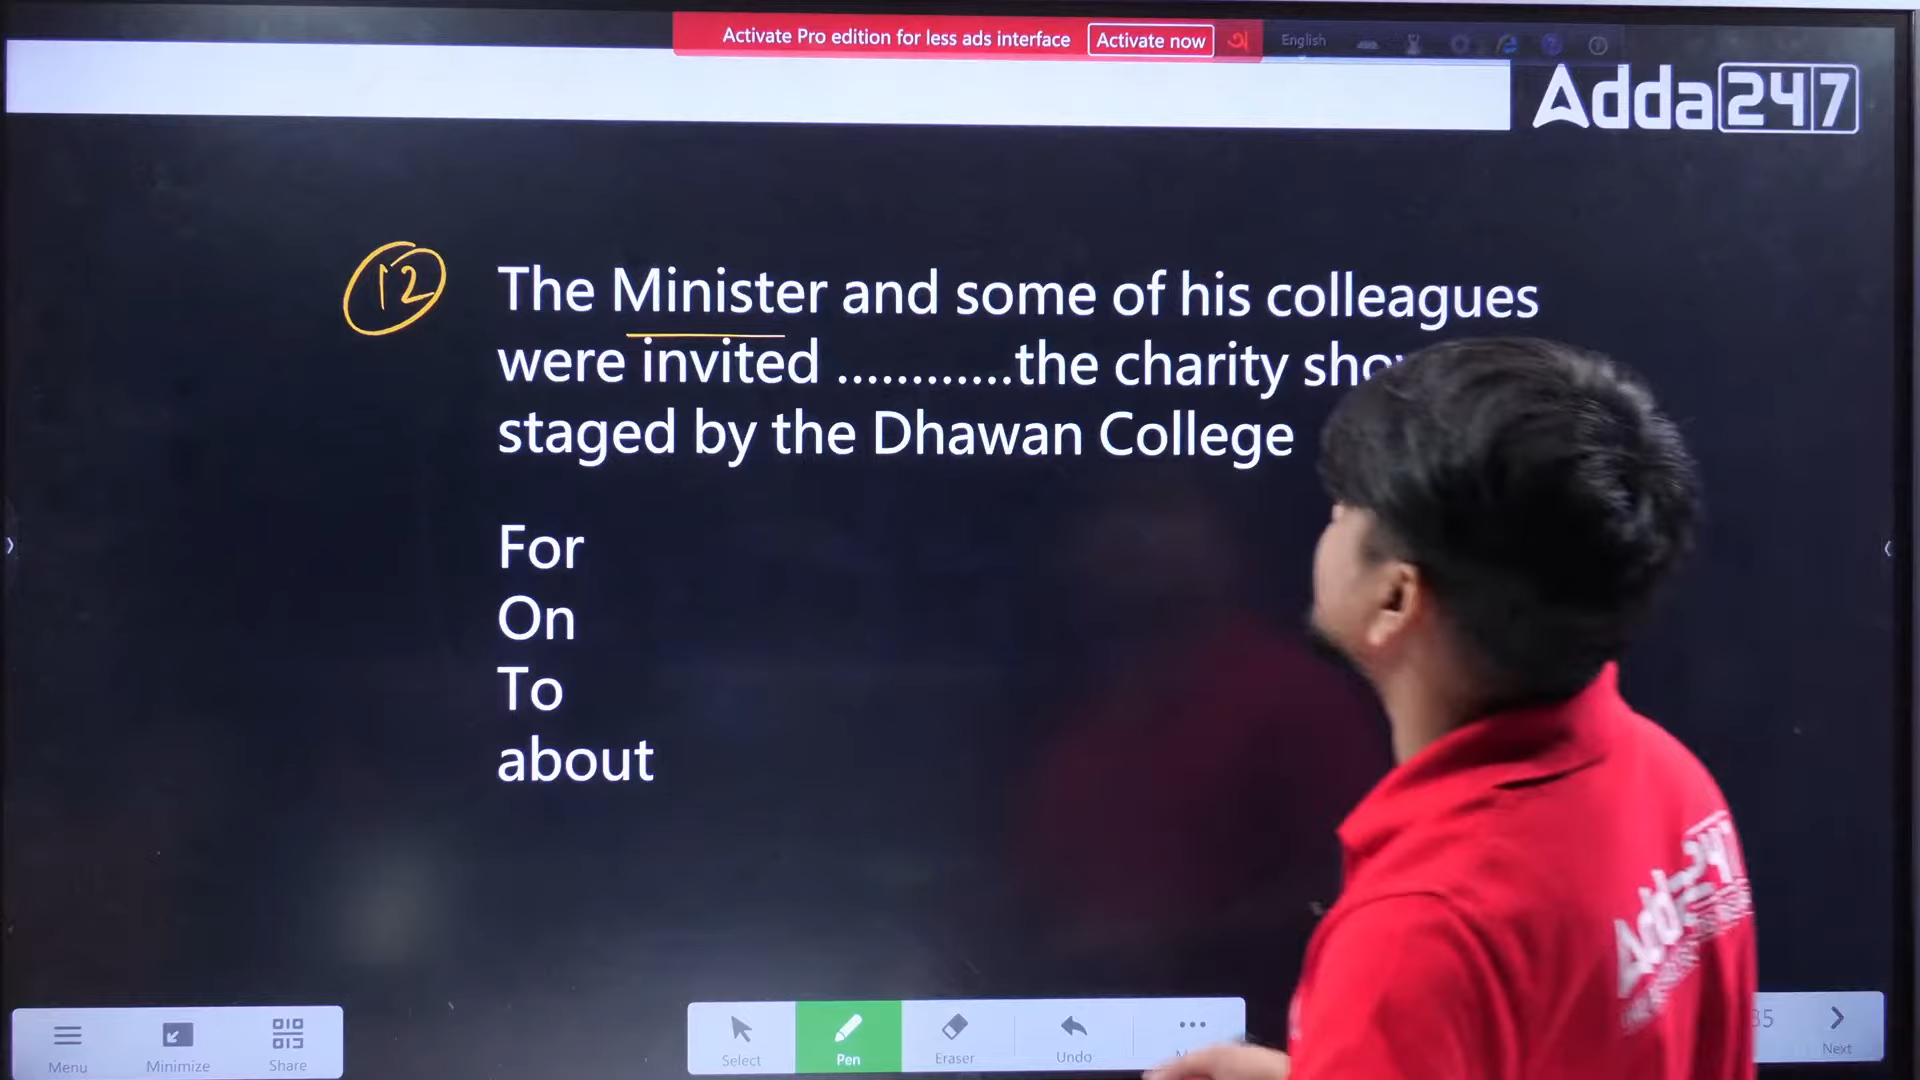 Activate Pro edition for less ads interface Activate now English
Adda247
12 The Minister and some of his colleagues
were invited ............the charity
staged by the Dhawan College
For
On
To
about
Adda247
Menu Minimize Share Select Pen Eraser Undo Next